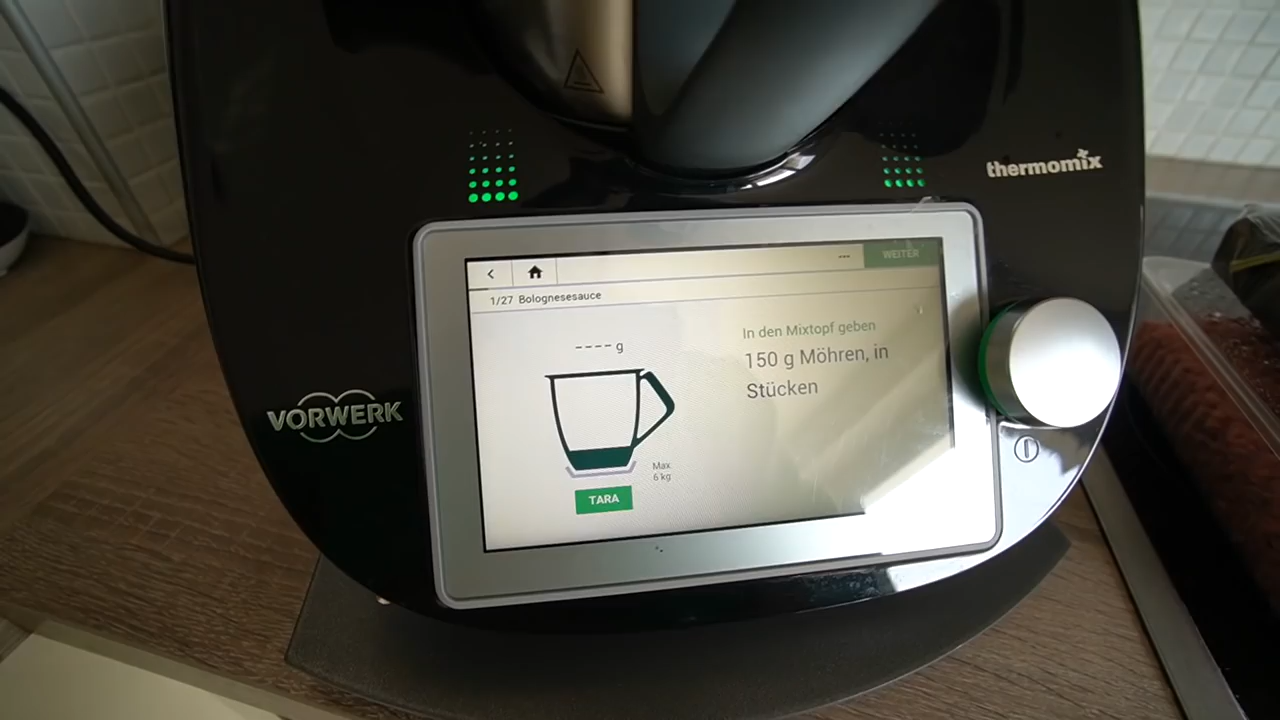 thermomix
WEITER
1/27 Bolognesesauce
In den Mixtopf geben
150 g Möhren, in
Stücken
---- g
Max.
6 kg
TARA
VORWERK